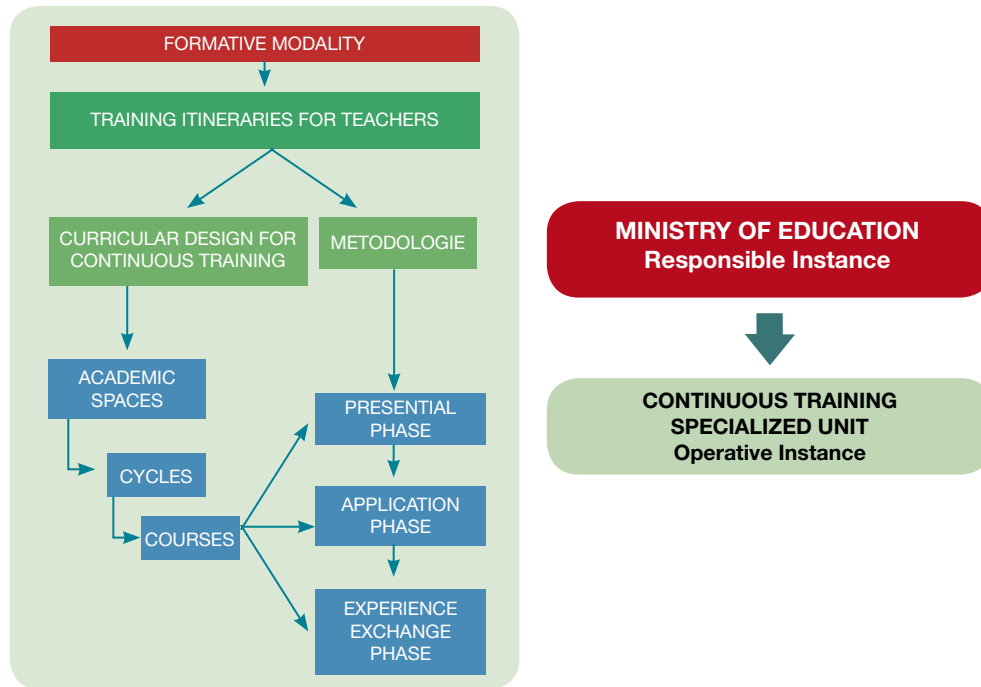 FORMATIVE MODALITY
TRAINING ITINERARIES FOR TEACHERS
CURRICULAR DESIGN FOR
CONTINUOUS TRAINING
METODOLOGIE
ACADEMIC
SPACES
CYCLES
COURSES
PRESENTIAL
PHASE
APPLICATION
PHASE
EXPERIENCE
EXCHANGE
PHASE
MINISTRY OF EDUCATION
Responsible Instance
CONTINUOUS TRAINING
SPECIALIZED UNIT
Operative Instance